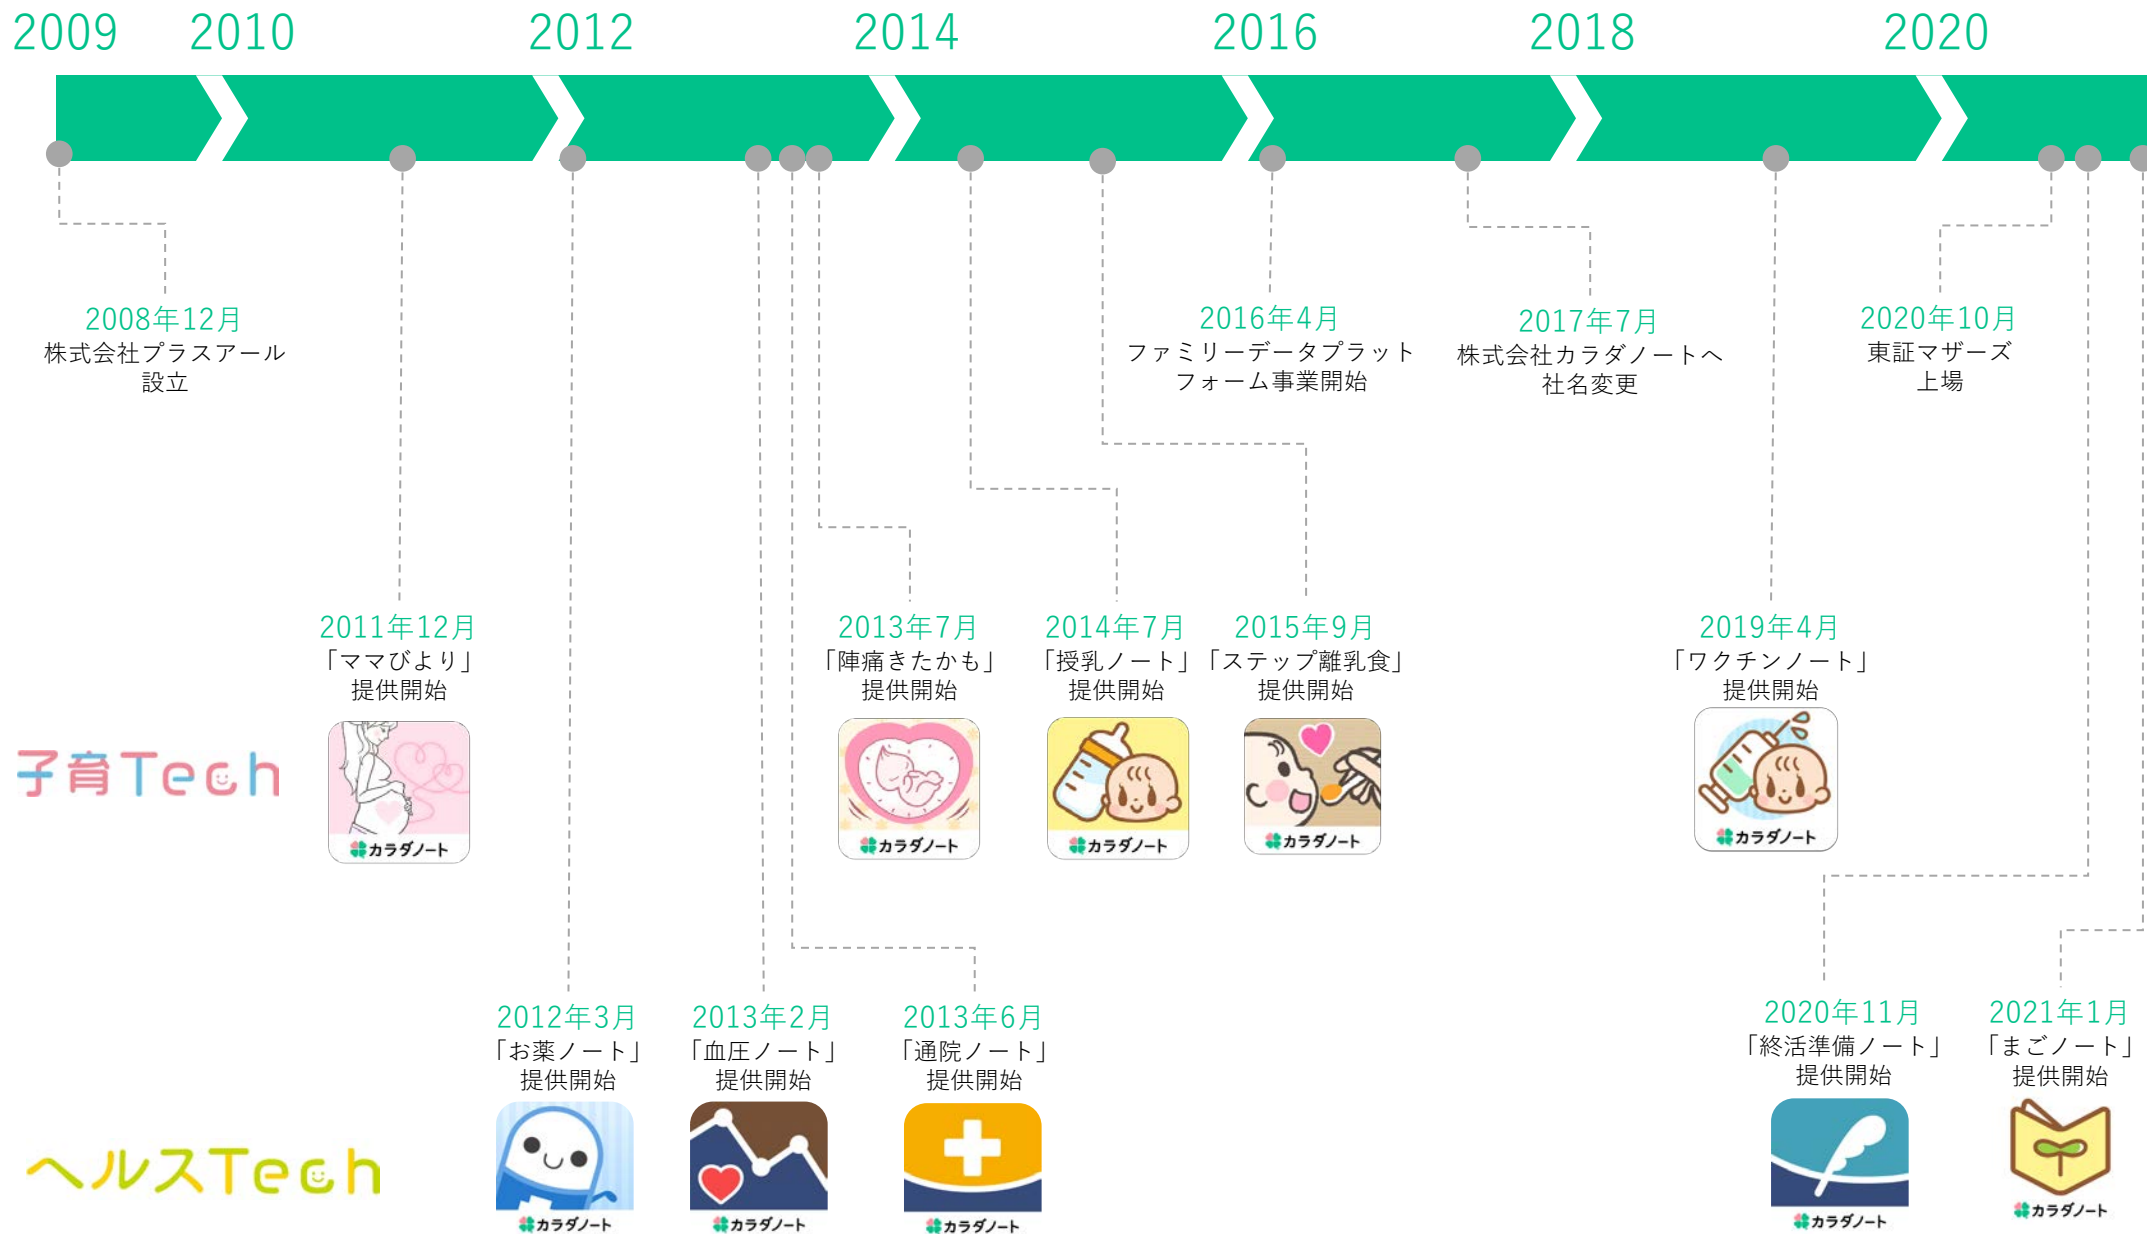 2009
2010
2012
2014
2016
2018
2020
2008年12月
株式会社プラスアール
設立
2016年4月
ファミリーデータプラット
フォーム事業開始
2017年7月
株式会社カラダノートへ
社名変更
2020年10月
東証マザーズ
上場
2011年12月
「ママびより」
提供開始
2013年7月
「陣痛きたかも」
提供開始
2014年7月
「授乳ノート」
提供開始
2015年9月
「ステップ離乳食」
提供開始
2019年4月
「ワクチンノート」
提供開始
子育Tech
カラダノート
カラダノート
カラダノート
カラダノート
カラダノート
2012年3月
「お薬ノート」
提供開始
2013年2月
「血圧ノート」
提供開始
2013年6月
「通院ノート」
提供開始
2020年11月
「終活準備ノート」
提供開始
2021年1月
「まごノート」
提供開始
ヘルスTech
カラダノート
カラダノート
カラダノート
カラダノート
カラダノート